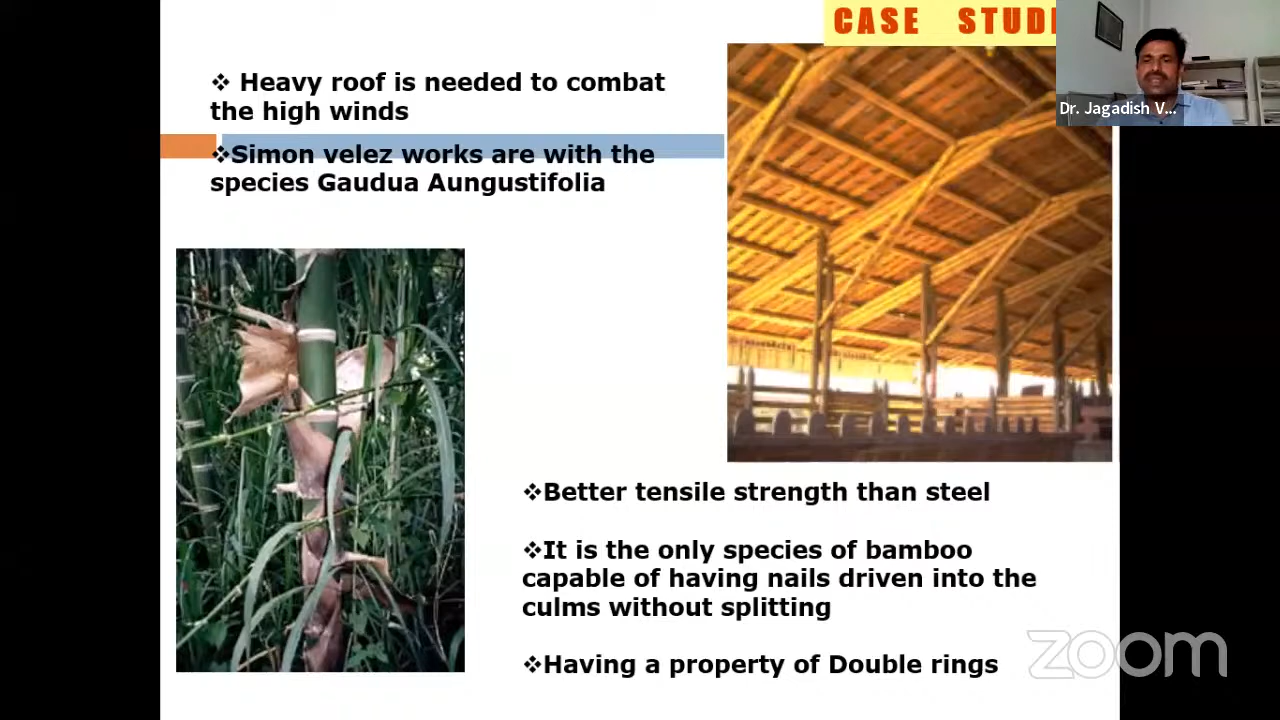 CASE STUD
Dr. Jagadish V...
❖ Heavy roof is needed to combat
the high winds
❖Simon velez works are with the
species Gaudua Aungustifolia
❖Better tensile strength than steel
❖It is the only species of bamboo
capable of having nails driven into the
culms without splitting
❖Having a property of Double rings
zoom